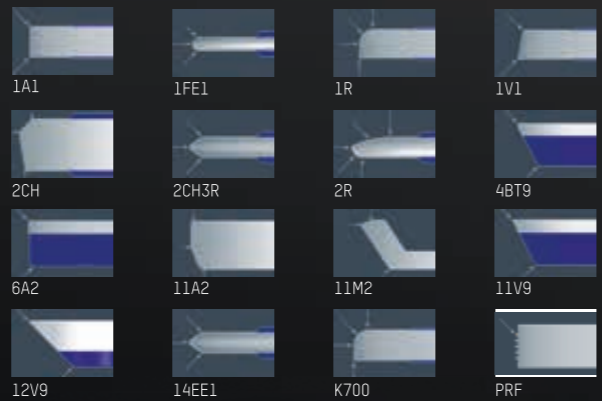 1A1 1FE1 1R 1V1
2CH 2CH3R 2R 4BT9
6A2 11A2 11M2 11V9
12V9 14EE1 K700 PRF